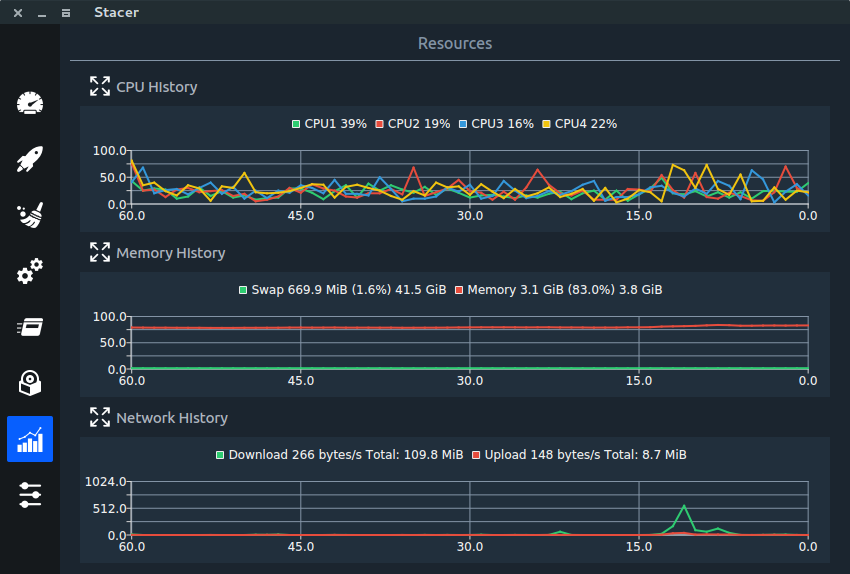 Stacer
Resources
CPU HIstory
CPU1 39% CPU2 19% CPU3 16% CPU4 22%
100.0
50.0
0.0
60.0 45.0 30.0 15.0 0.0
Memory HIstory
Swap 669.9 MiB (1.6%) 41.5 GiB Memory 3.1 GiB (83.0%) 3.8 GiB
100.0
50.0
0.0
60.0 45.0 30.0 15.0 0.0
Network HIstory
Download 266 bytes/s Total: 109.8 MiB Upload 148 bytes/s Total: 8.7 MiB
1024.0
512.0
0.0
60.0 45.0 30.0 15.0 0.0